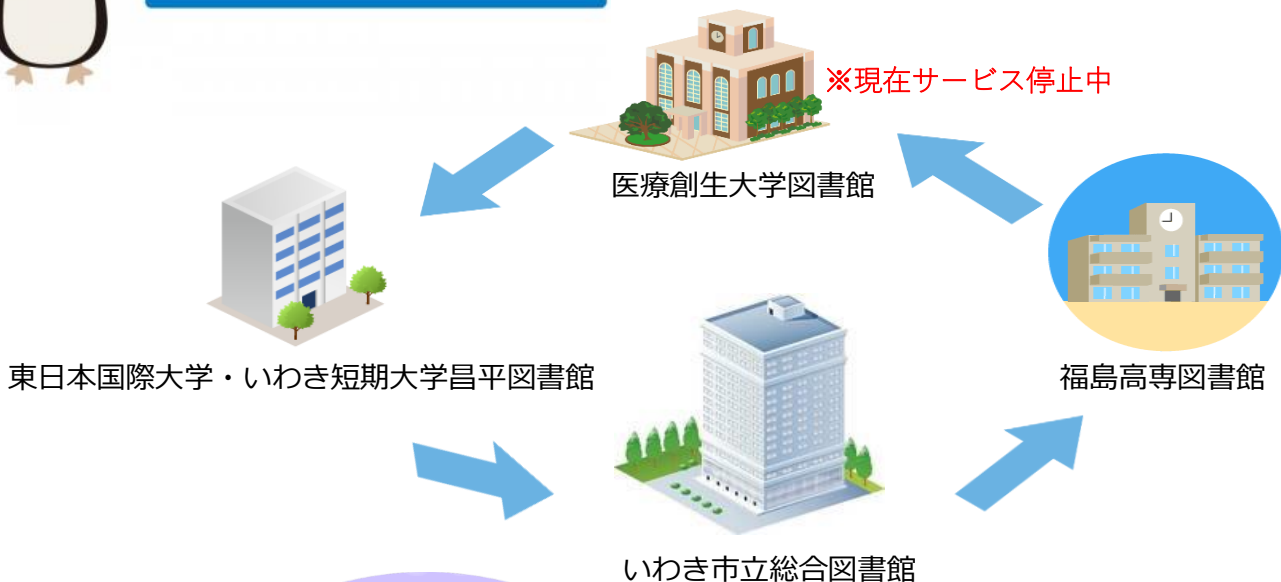 ※現在サービス停止中
医療創生大学図書館
東日本国際大学・いわき短期大学昌平図書館
福島高専図書館
いわき市立総合図書館